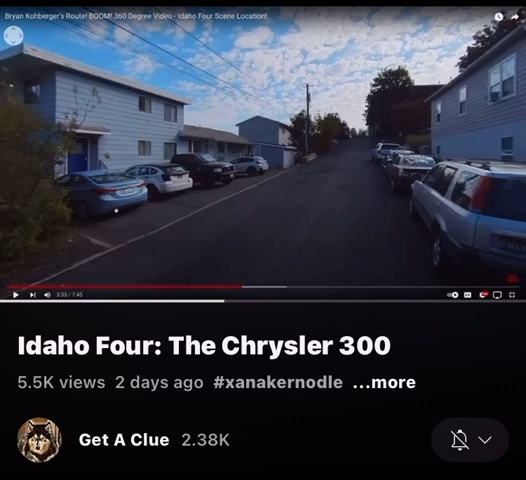 Bryan Kohberger's Route! BOOM! 360 Degree Video - Idaho Four Scene Location!
3:33 / 7:45
Idaho Four: The Chrysler 300
5.5K views 2 days ago #xanakernodle ...more
Get A Clue 2.38K